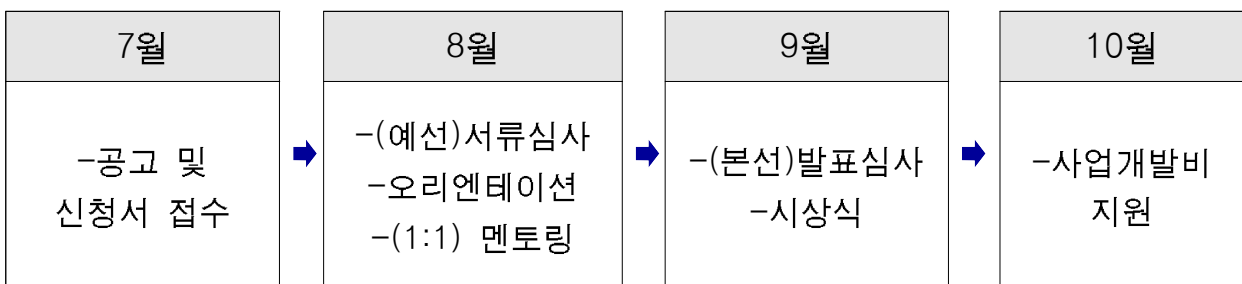 7월
-공고 및
신청서 접수
8월
-(예선)서류심사
-오리엔테이션
-(1:1) 멘토링
9월
-(본선)발표심사
-시상식
10월
-사업개발비
지원